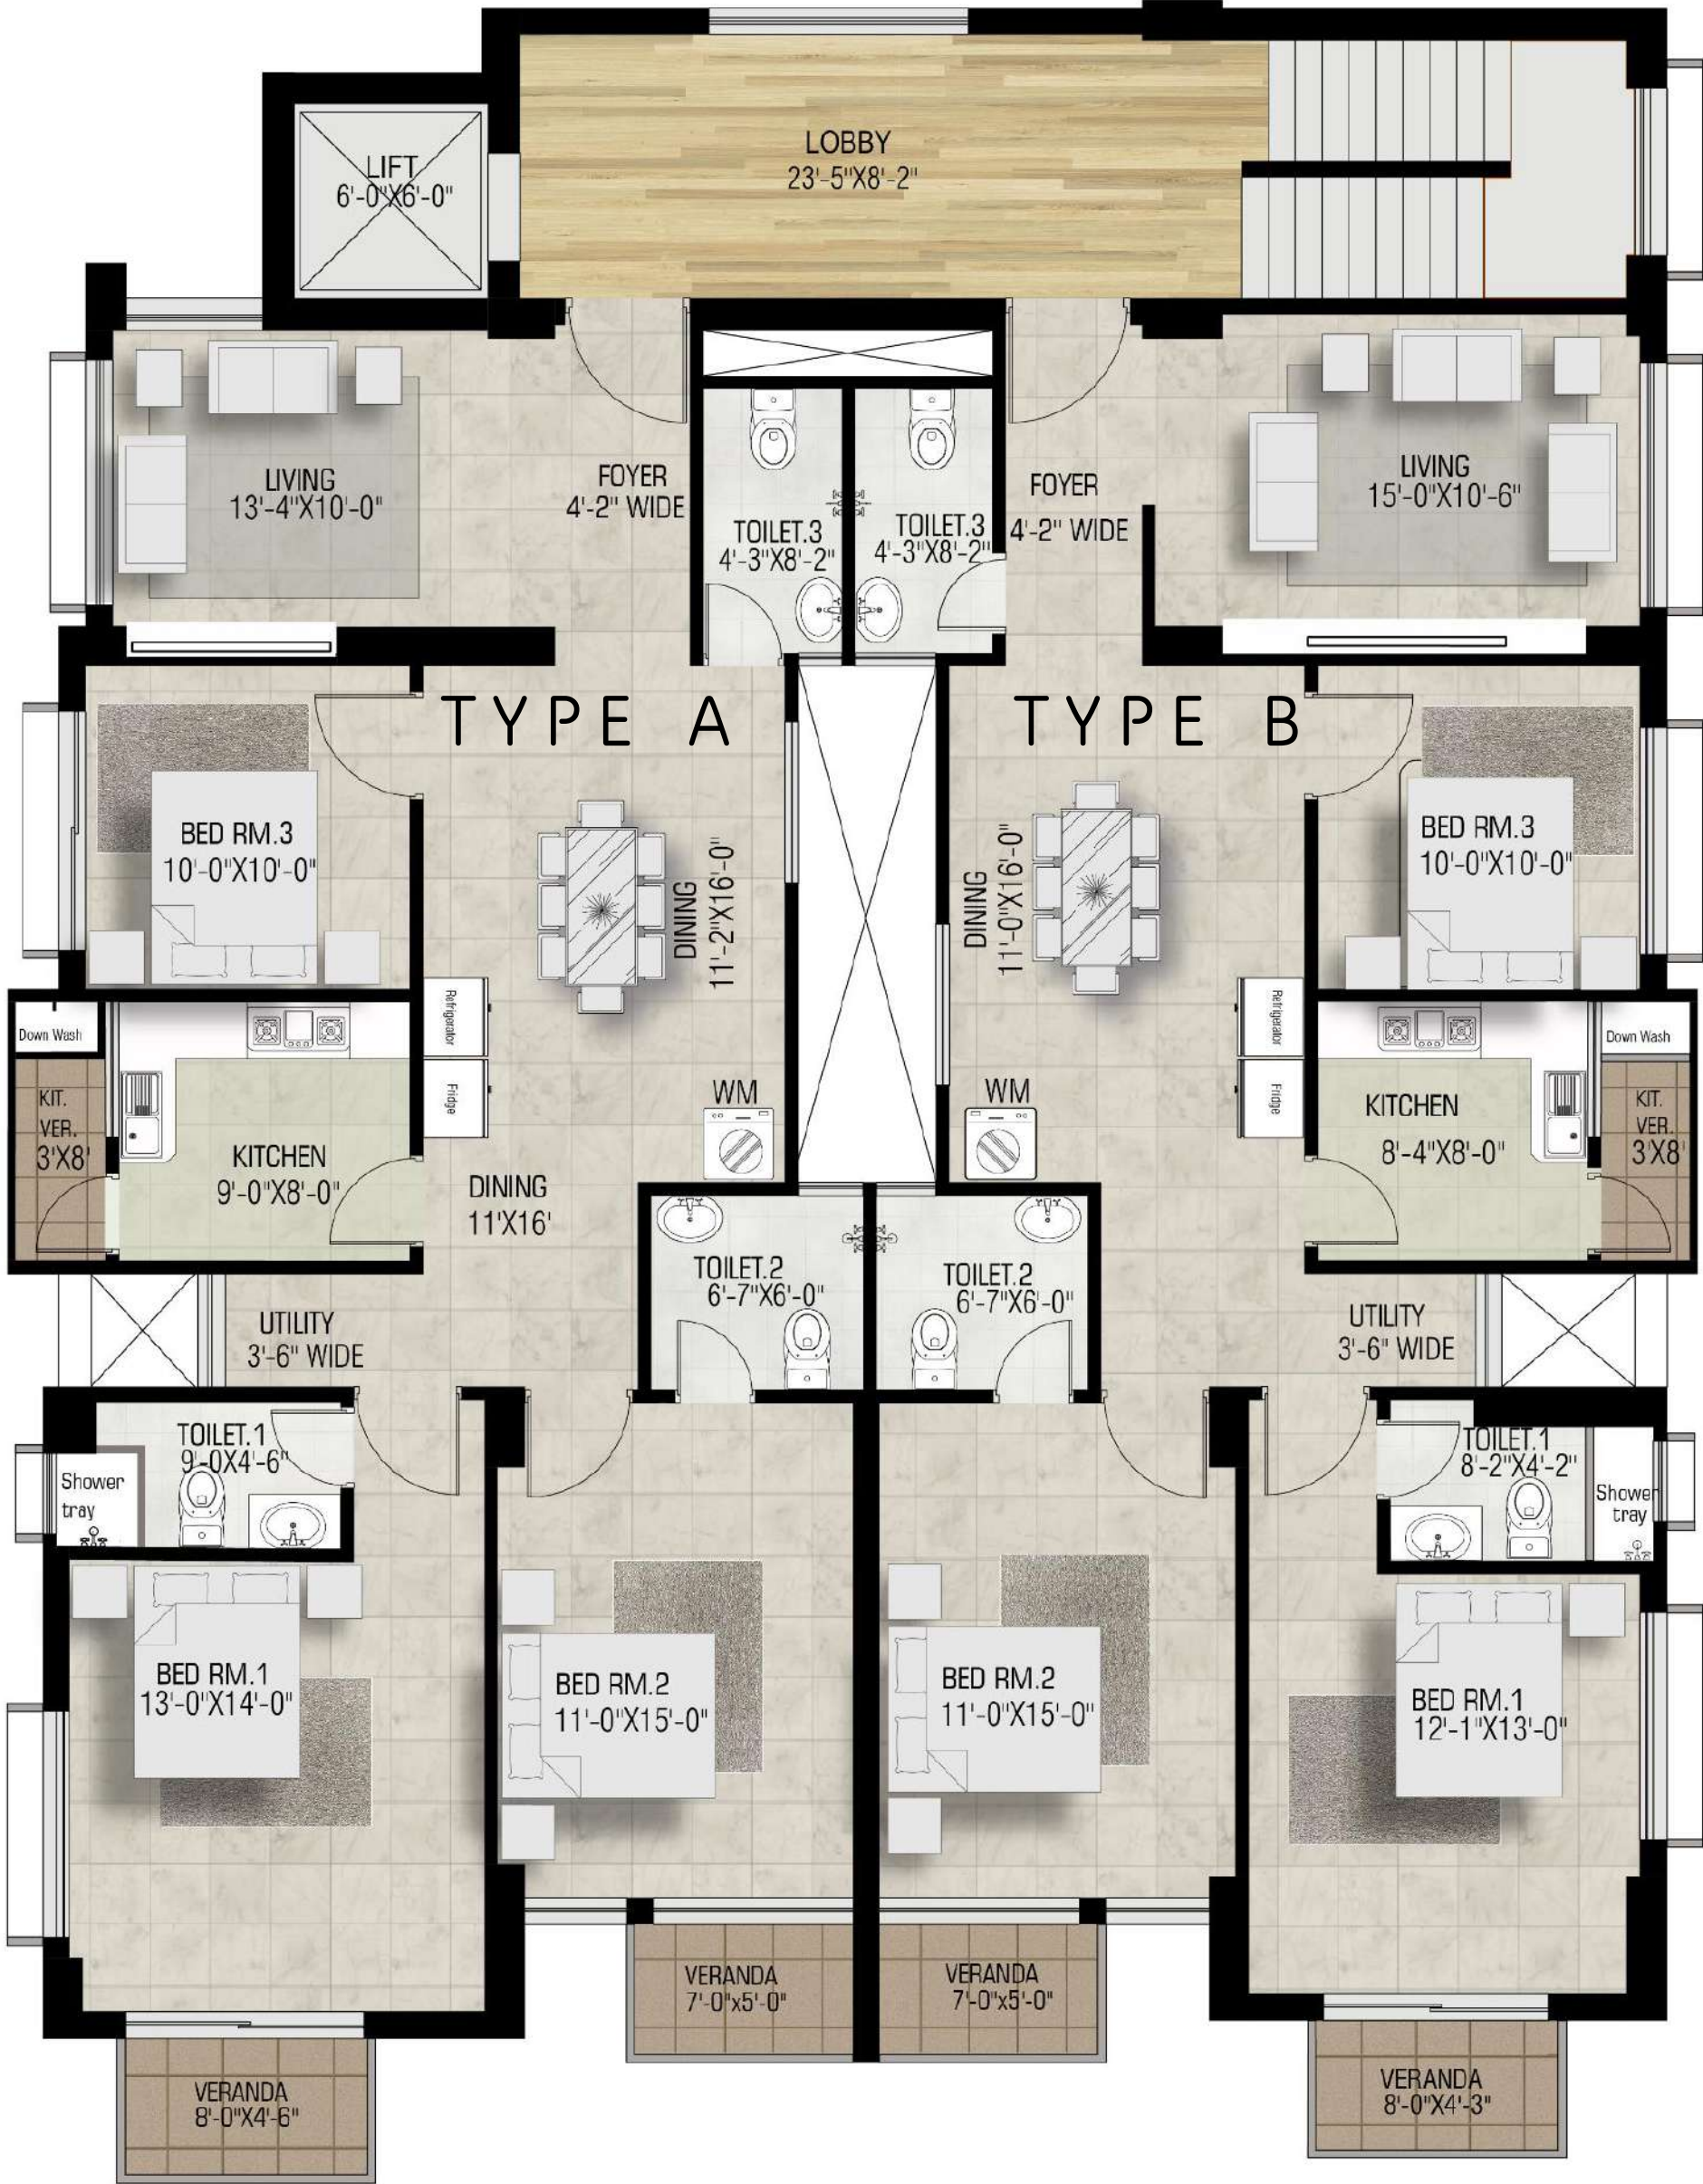 LOBBY
23'-5"X8'-2"
LIFT
6'-0"X6'-0"
LIVING
13'-4"X10'-0"
FOYER
4'-2" WIDE
TOILET.3
4'-3"X8'-2"
TOILET.3
4'-3"X8'-2"
FOYER
4'-2" WIDE
LIVING
15'-0"X10'-6"
TYPE A
TYPE B
BED RM.3
10'-0"X10'-0"
DINING
11'-2"X16'-0"
DINING
11'-0"X16'-0"
BED RM.3
10'-0"X10'-0"
Refrigerator
Fridge
Refrigerator
Fridge
Down Wash
KIT.
VER.
3'X8'
KITCHEN
9'-0"X8'-0"
DINING
11'X16'
WM
WM
KITCHEN
8'-4"X8'-0"
Down Wash
KIT.
VER.
3'X8'
TOILET.2
6'-7"X6'-0"
TOILET.2
6'-7"X6'-0"
UTILITY
3'-6" WIDE
UTILITY
3'-6" WIDE
TOILET.1
9'-0X4'-6"
Shower
tray
TOILET.1
8'-2"X4'-2"
Shower
tray
BED RM.1
13'-0"X14'-0"
BED RM.2
11'-0"X15'-0"
BED RM.2
11'-0"X15'-0"
BED RM.1
12'-1"X13'-0"
VERANDA
7'-0"x5'-0"
VERANDA
7'-0"x5'-0"
VERANDA
8'-0"X4'-6"
VERANDA
8'-0"X4'-3"